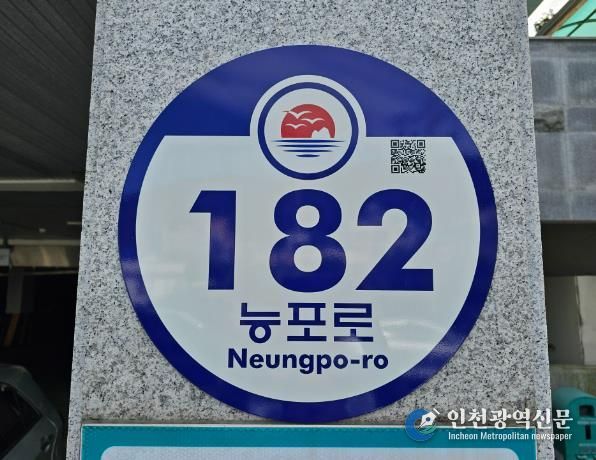 182
능포로
Neungpo-ro
인천광역신문
Incheon Metropolitan newspaper